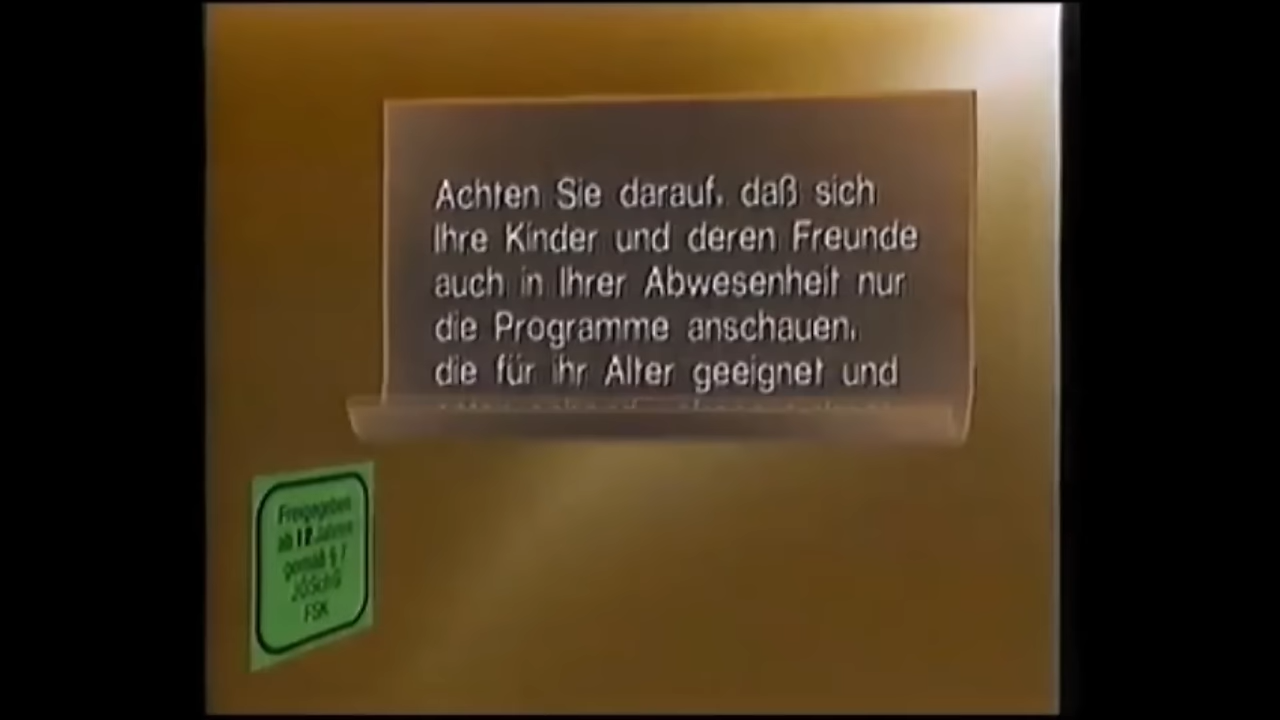 Achten Sie darauf, daß sich
Ihre Kinder und deren Freunde
auch in Ihrer Abwesenheit nur
die Programme anschauen,
die für ihr Alter geeignet und
Freigegeben
ab 12 Jahren
gemäß § 7
JÖSchG
FSK